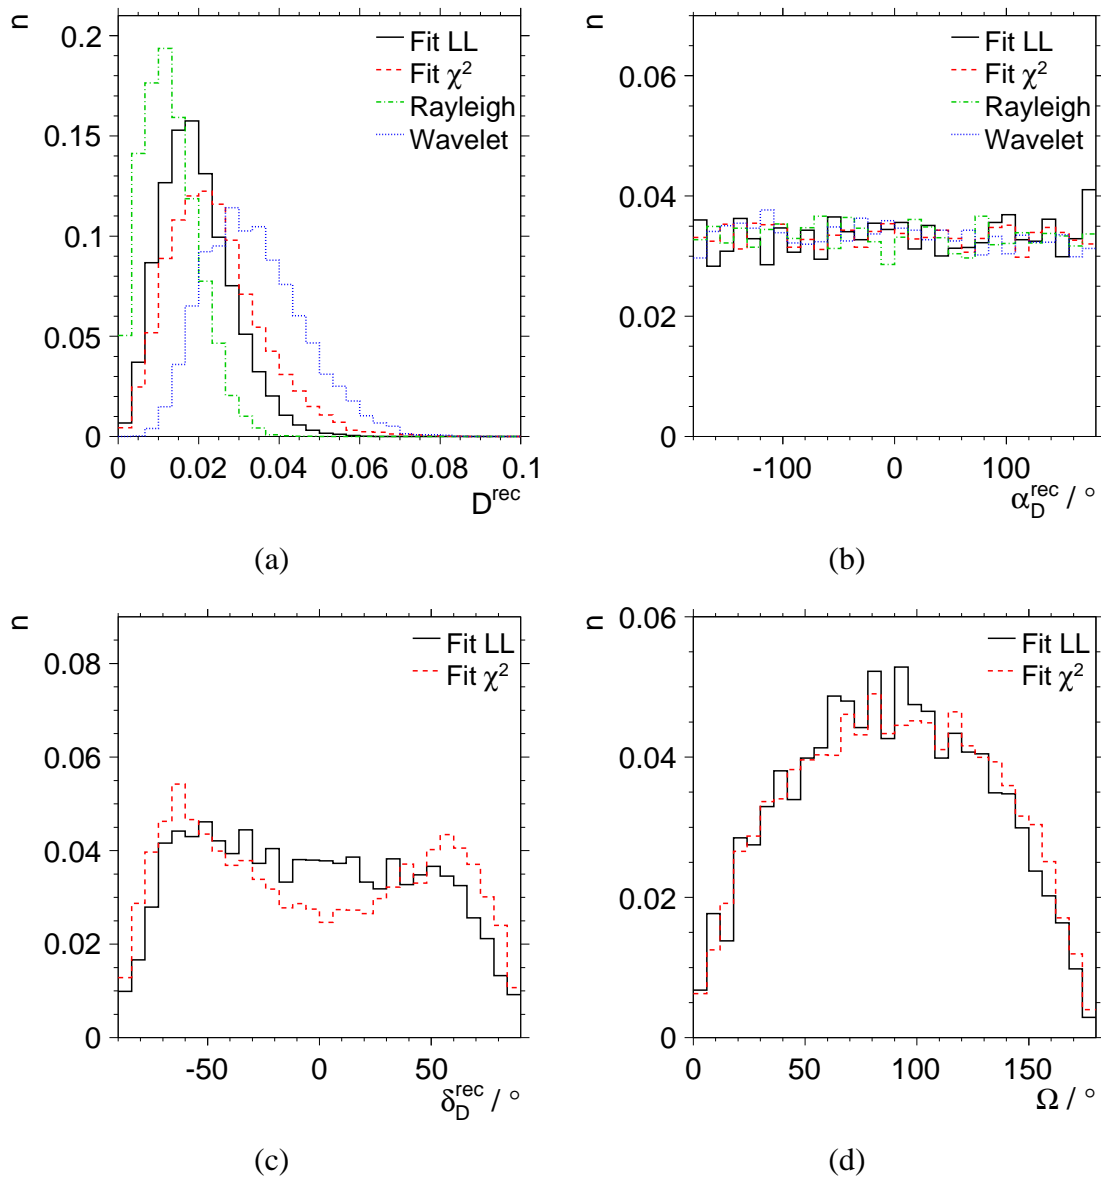 n
0.2
0.15
0.1
0.05
0
Fit LL
Fit χ²
Rayleigh
Wavelet
0 0.02 0.04 0.06 0.08 0.1
D^rec
(a)
n
0.06
0.04
0.02
0
Fit LL
Fit χ²
Rayleigh
Wavelet
-100 0 100
α_D^rec / °
(b)
n
0.08
0.06
0.04
0.02
0
Fit LL
Fit χ²
-50 0 50
δ_D^rec / °
(c)
n
0.06
0.04
0.02
0
Fit LL
Fit χ²
0 50 100 150
Ω / °
(d)